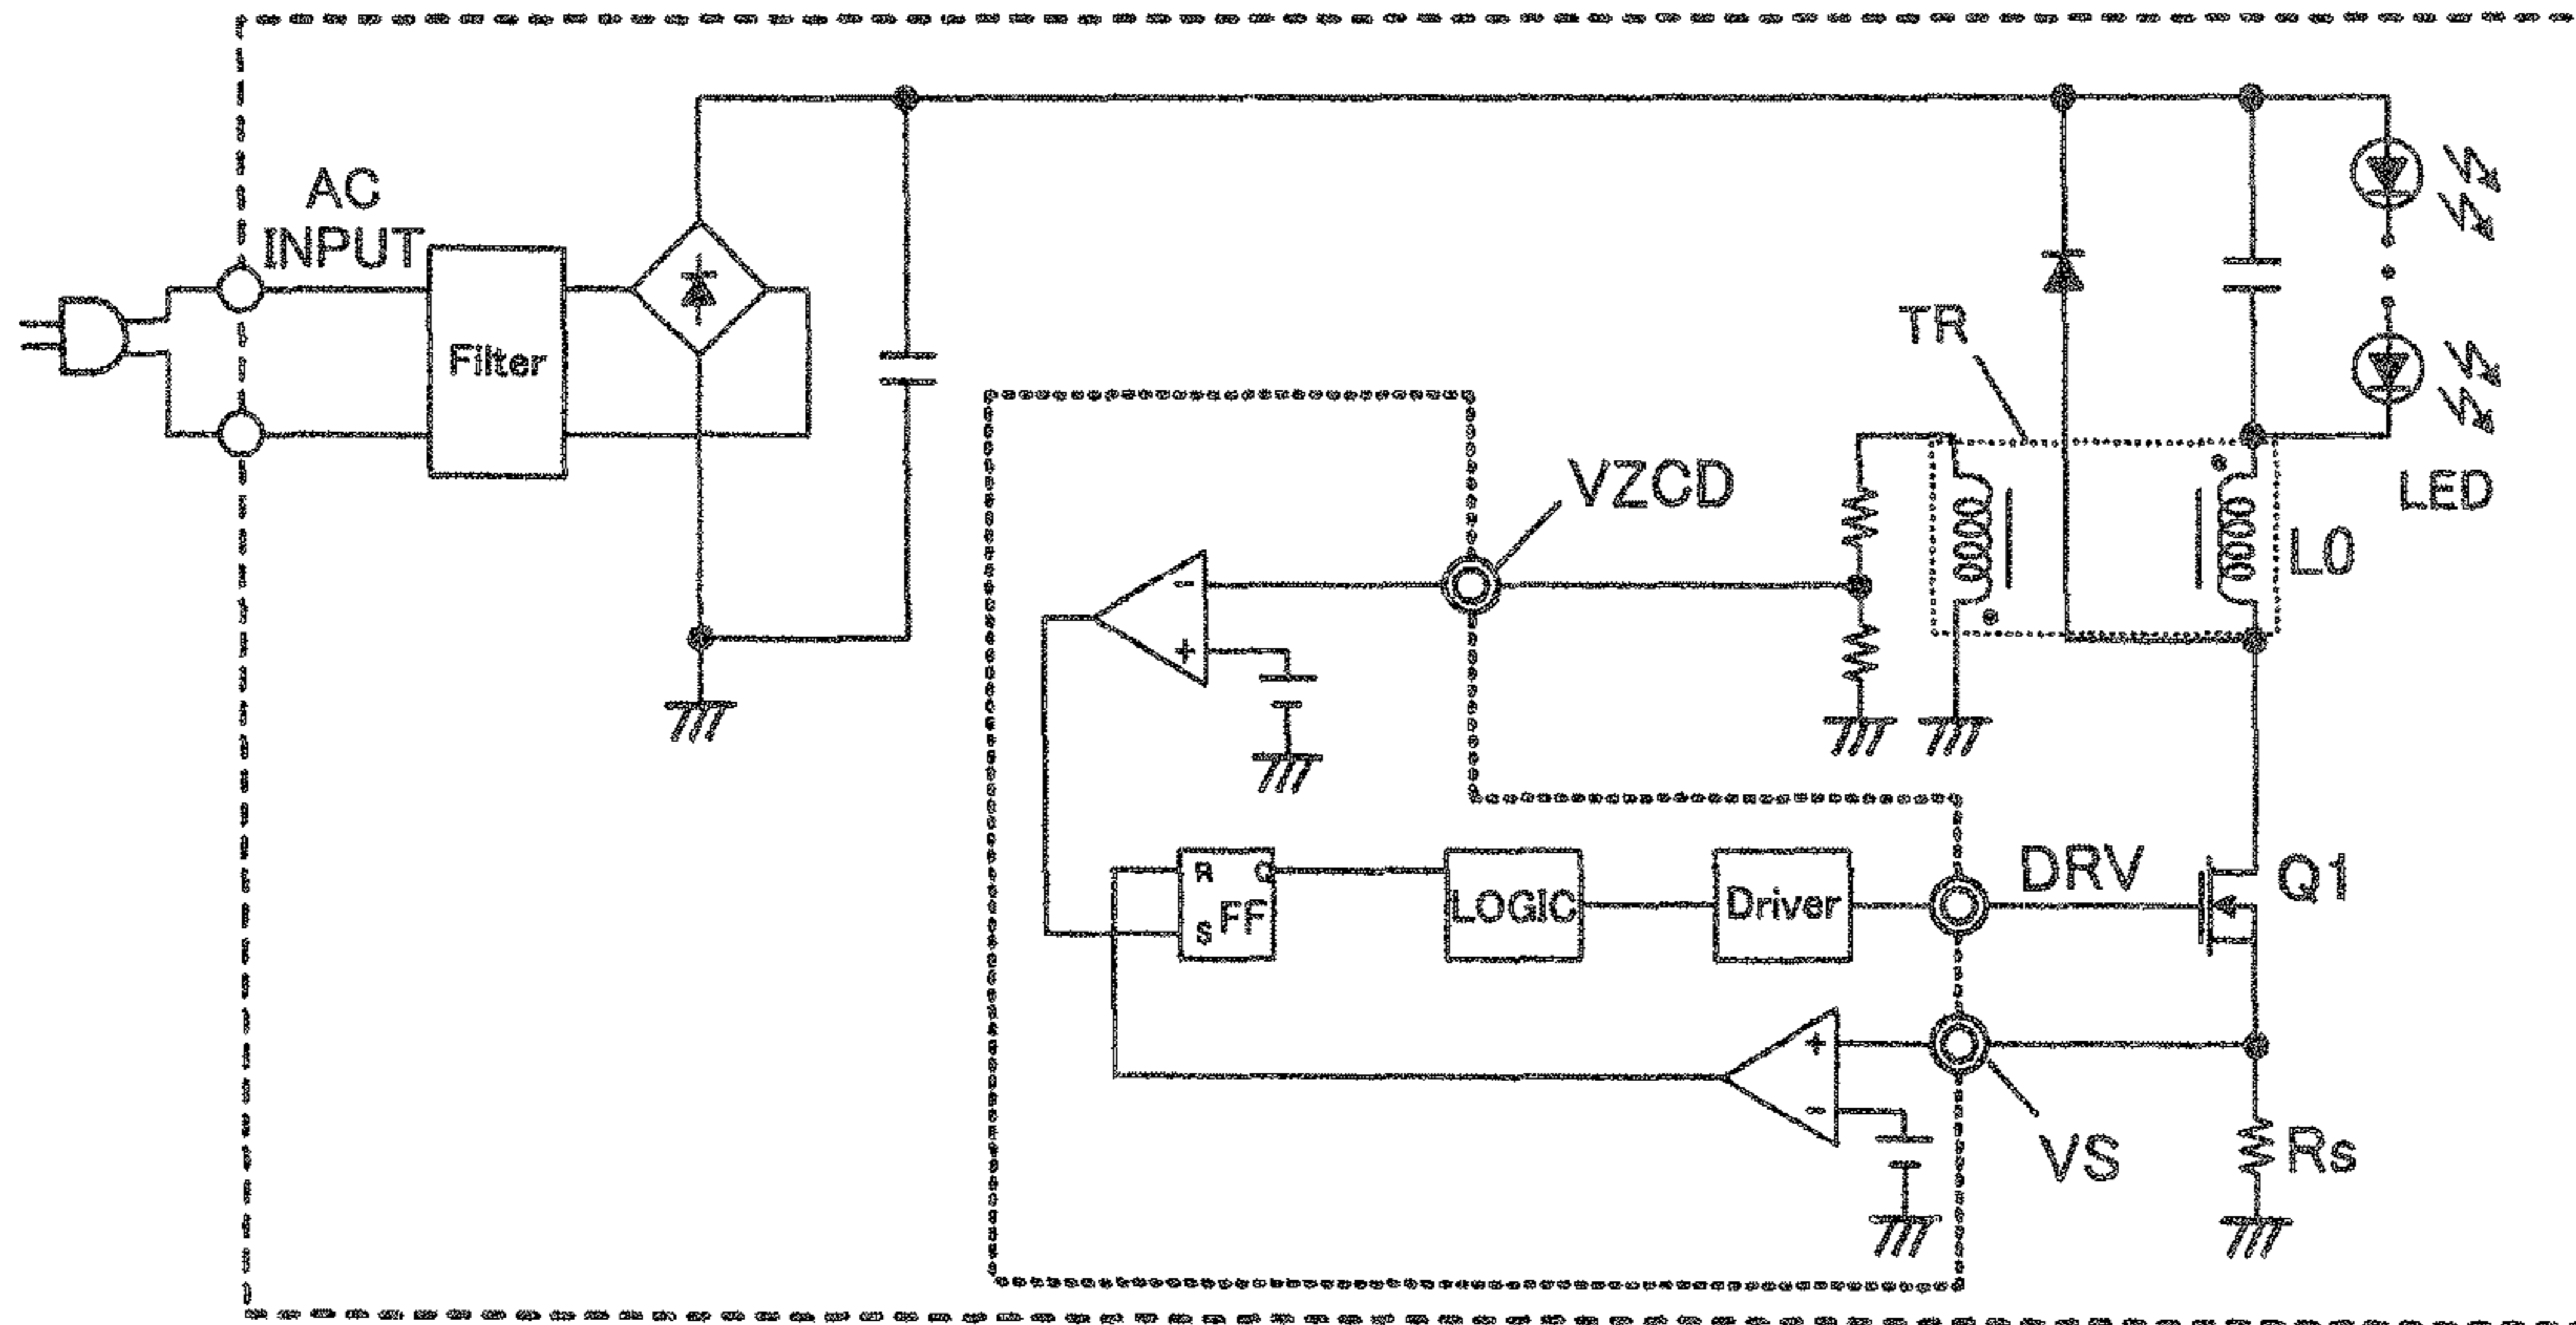 AC
INPUT
Filter
TR
LED
VZCD
L0
-
+
R Q
S FF
LOGIC
Driver
DRV
Q1
+
-
VS
Rs